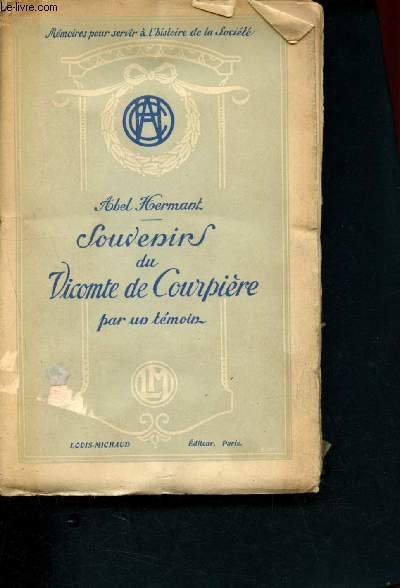 Le-livre.com
Mémoires pour servir à l'histoire de la Société
Abel Hermant
Souvenirs
du
Vicomte de Courpière
par un témoin
LM
LOUIS-MICHAUD Éditeur, Paris.